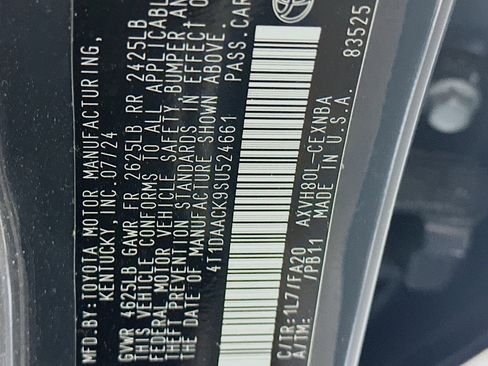 MFD.BY:TOYOTA MOTOR MANUFACTURING,
KENTUCKY, INC.07/24
GVWR 4625LB GAWR FR 2625LB RR 2425LB
THIS VEHICLE CONFORMS TO ALL APPLICABLE
FEDERAL MOTOR VEHICLE SAFETY BUMPER AND
THEFT PREVENTION STANDARDS IN EFFECT ON
THE DATE OF MANUFACTURE SHOWN ABOVE
4T1DAACK9SU524661 PASS.CAR
C/TR:1L7/FA20 AXVH80L-CEXNBA
A/TM: /PB11 U.S.A.
83525